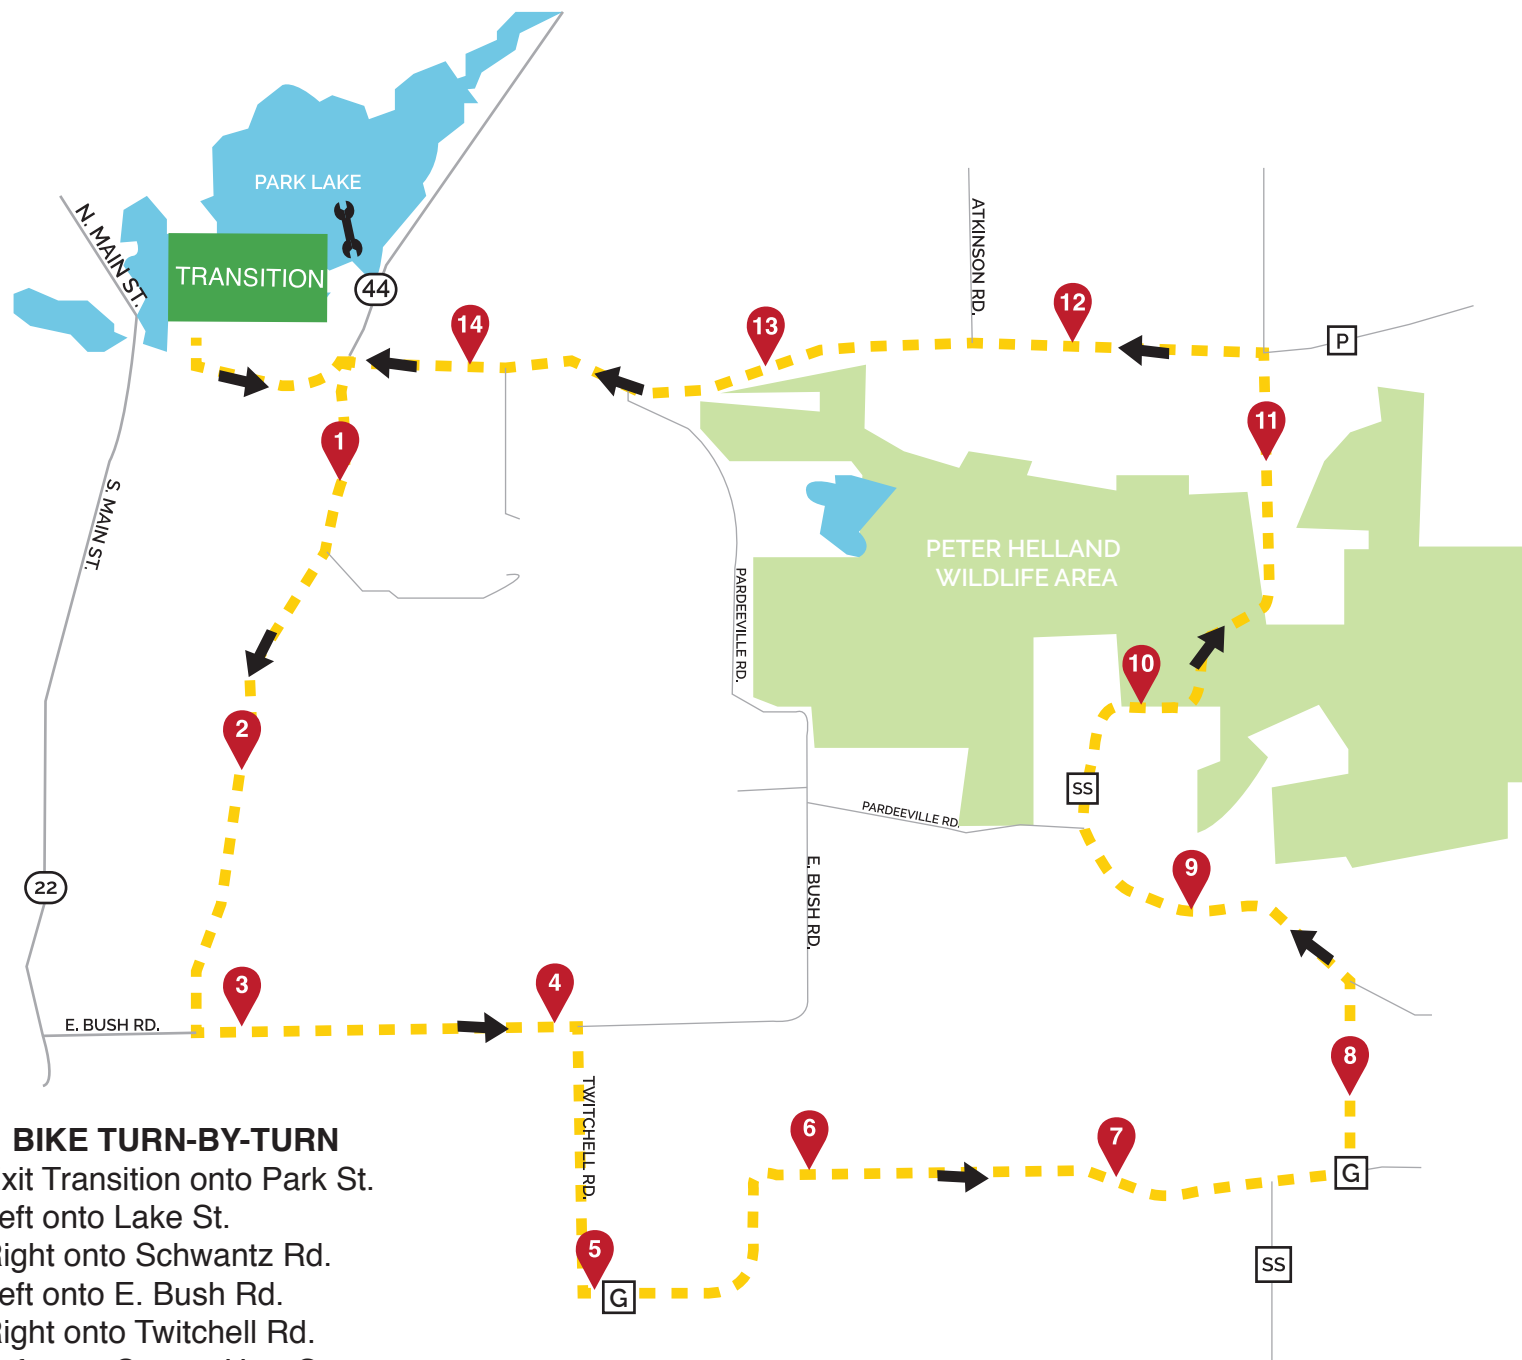 PARK LAKE
N. MAIN ST.
TRANSITION
44
ATKINSON RD.
14
13
12
P
1
11
S. MAIN ST.
PETER HELLAND
WILDLIFE AREA
PARDEEVILLE RD.
10
2
SS
PARDEEVILLE RD.
22
E. BUSH RD.
9
3
4
E. BUSH RD.
8
TWITCHELL RD.
6
7
G
5
G
SS
BIKE TURN-BY-TURN
xit Transition onto Park St.
eft onto Lake St.
Right onto Schwantz Rd.
eft onto E. Bush Rd.
Right onto Twitchell Rd.